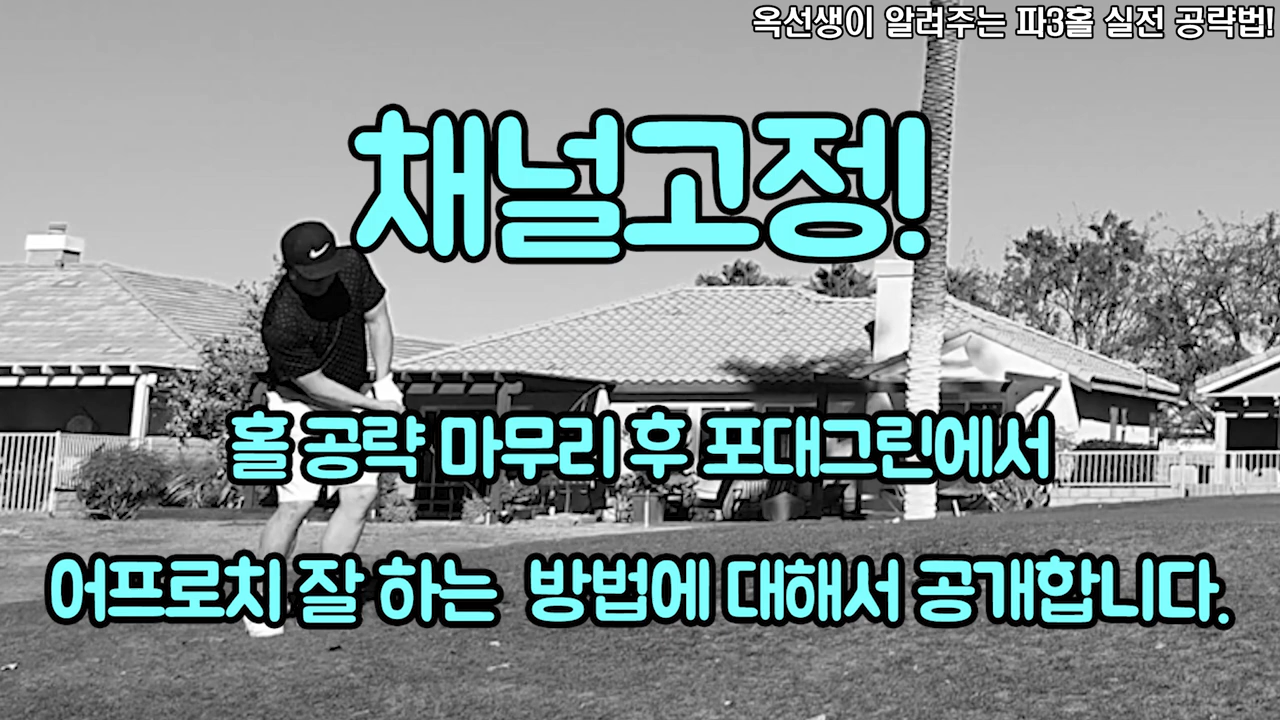 옥선생이 알려주는 파3홀 실전 공략법!
채널고정!
홀 공략 마무리 후 포대그린에서
어프로치 잘 하는 방법에 대해서 공개합니다.